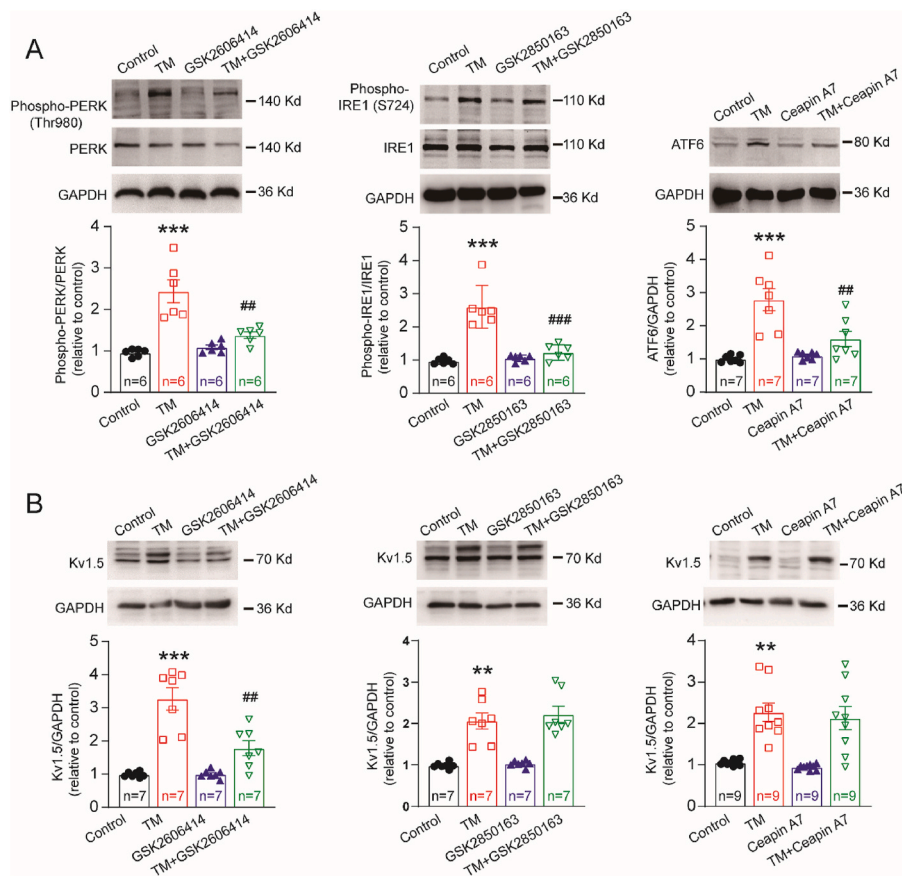 A
Control TM GSK2606414 TM+GSK2606414
Phospho-PERK
(Thr980)
140 Kd
PERK
140 Kd
GAPDH
36 Kd
Phospho-PERK/PERK
(relative to control)
4
3
2
1
0
***
##
n=6 n=6 n=6 n=6
Control TM GSK2606414 TM+GSK2606414
Control TM GSK2850163 TM+GSK2850163
Phospho-
IRE1 (S724)
110 Kd
IRE1
110 Kd
GAPDH
36 Kd
Phospho-IRE1/IRE1
(relative to control)
5
4
3
2
1
0
***
###
n=6 n=6 n=6 n=6
Control TM GSK2850163 TM+GSK2850163
Control TM Ceapin A7 TM+Ceapin A7
ATF6
80 Kd
GAPDH
36 Kd
ATF6/GAPDH
(relative to control)
5
4
3
2
1
0
***
##
n=7 n=7 n=7 n=7
Control TM Ceapin A7 TM+Ceapin A7
B
Control TM GSK2606414 TM+GSK2606414
Kv1.5
70 Kd
GAPDH
36 Kd
Kv1.5/GAPDH
(relative to control)
5
4
3
2
1
0
***
##
n=7 n=7 n=7 n=7
Control TM GSK2606414 TM+GSK2606414
Control TM GSK2850163 TM+GSK2850163
Kv1.5
70 Kd
GAPDH
36 Kd
Kv1.5/GAPDH
(relative to control)
4
3
2
1
0
**
n=7 n=7 n=7 n=7
Control TM GSK2850163 TM+GSK2850163
Control TM Ceapin A7 TM+Ceapin A7
Kv1.5
70 Kd
GAPDH
36 Kd
Kv1.5/GAPDH
(relative to control)
4
3
2
1
0
**
n=9 n=9 n=9 n=9
Control TM Ceapin A7 TM+Ceapin A7